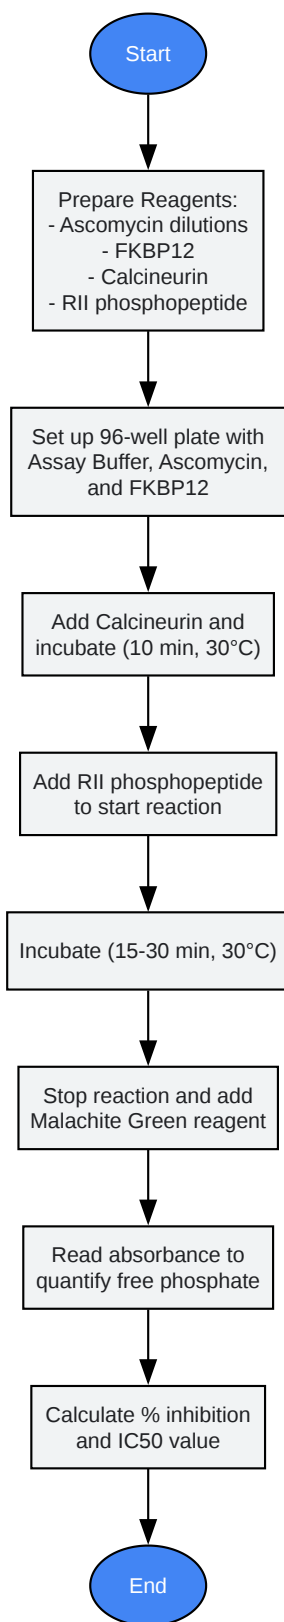 Start
Prepare Reagents:
- Ascomycin dilutions
- FKBP12
- Calcineurin
- RII phosphopeptide
Set up 96-well plate with
Assay Buffer, Ascomycin,
and FKBP12
Add Calcineurin and
incubate (10 min, 30°C)
Add RII phosphopeptide
to start reaction
Incubate (15-30 min, 30°C)
Stop reaction and add
Malachite Green reagent
Read absorbance to
quantify free phosphate
Calculate % inhibition
and IC50 value
End